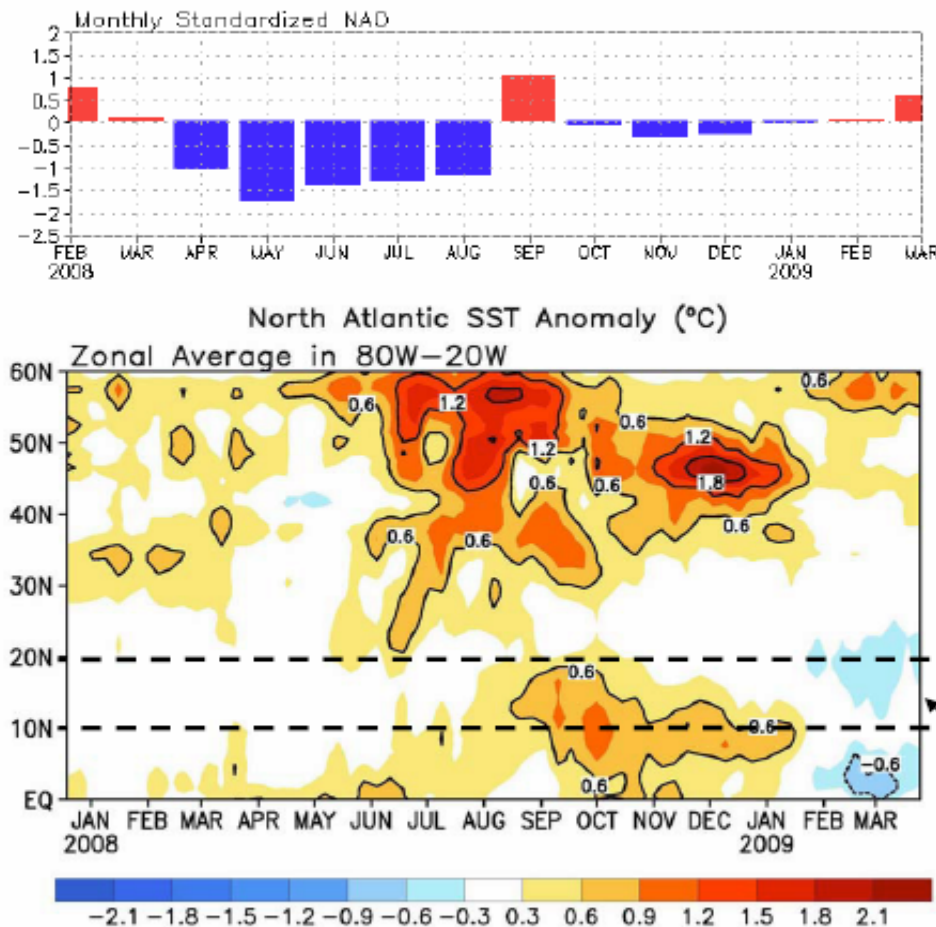 Monthly Standardized NAO
2
1.5
1
0.5
0
-0.5
-1
-1.5
-2
-2.5
FEB MAR APR MAY JUN JUL AUG SEP OCT NOV DEC JAN FEB MAR
2008 2009
North Atlantic SST Anomaly (°C)
Zonal Average in 80W-20W
60N
0.6 0.6
1.2 0.6
50N 1.2 1.2
0.6 0.6 1.8
40N
0.6 0.6 0.6
30N
20N
0.6
10N 0.6
-0.6
0.6
EQ
JAN FEB MAR APR MAY JUN JUL AUG SEP OCT NOV DEC JAN FEB MAR
2008 2009
-2.1 -1.8 -1.5 -1.2 -0.9 -0.6 -0.3 0.3 0.6 0.9 1.2 1.5 1.8 2.1